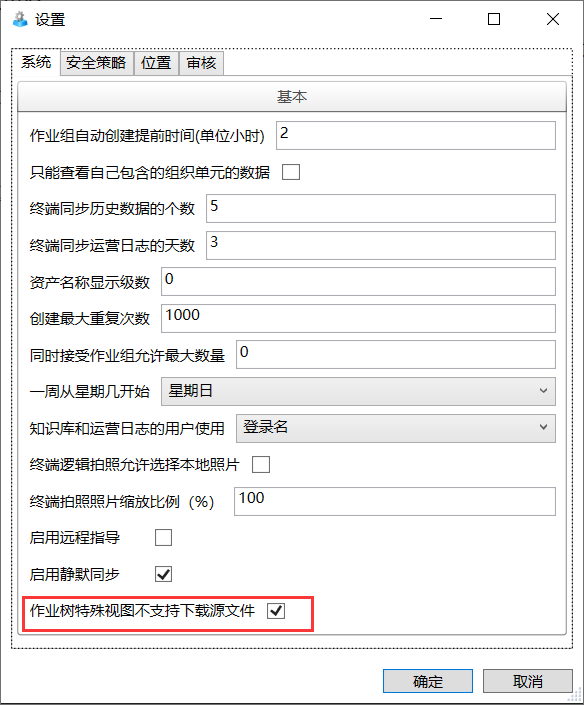 设置
系统 安全策略 位置 审核
基本
作业组自动创建提前时间(单位小时) 2
只能查看自己包含的组织单元的数据
终端同步历史数据的个数 5
终端同步运营日志的天数 3
资产名称显示级数 0
创建最大重复次数 1000
同时接受作业组允许最大数量 0
一周从星期几开始 星期日
知识库和运营日志的用户使用 登录名
终端逻辑拍照允许选择本地照片
终端拍照照片缩放比例（%） 100
启用远程指导
启用静默同步
作业树特殊视图不支持下载源文件
确定 取消